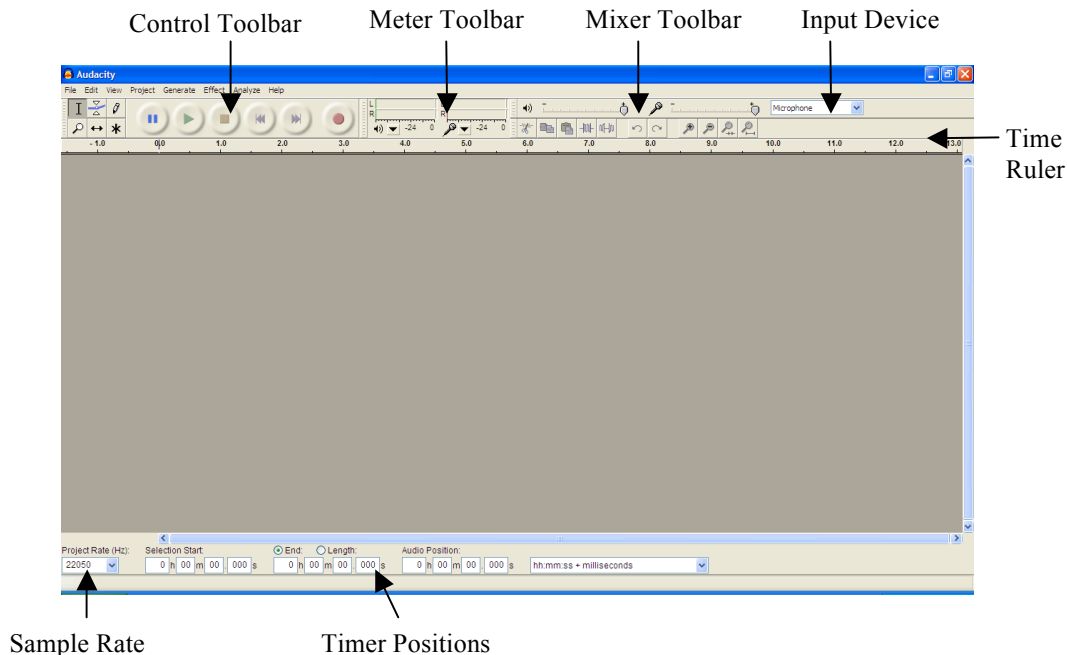 Control Toolbar Meter Toolbar Mixer Toolbar Input Device
Audacity
File Edit View Project Generate Effect Analyze Help
L
R R
-24 0 -24 0
Microphone
- 1.0 0.0 1.0 2.0 3.0 4.0 5.0 6.0 7.0 8.0 9.0 10.0 11.0 12.0 13.0
Time
Ruler
Project Rate (Hz): Selection Start: End: Length: Audio Position:
22050 0 h 00 m 00 . 000 s 0 h 00 m 00 . 000 s 0 h 00 m 00 . 000 s hh:mm:ss + milliseconds
Sample Rate Timer Positions